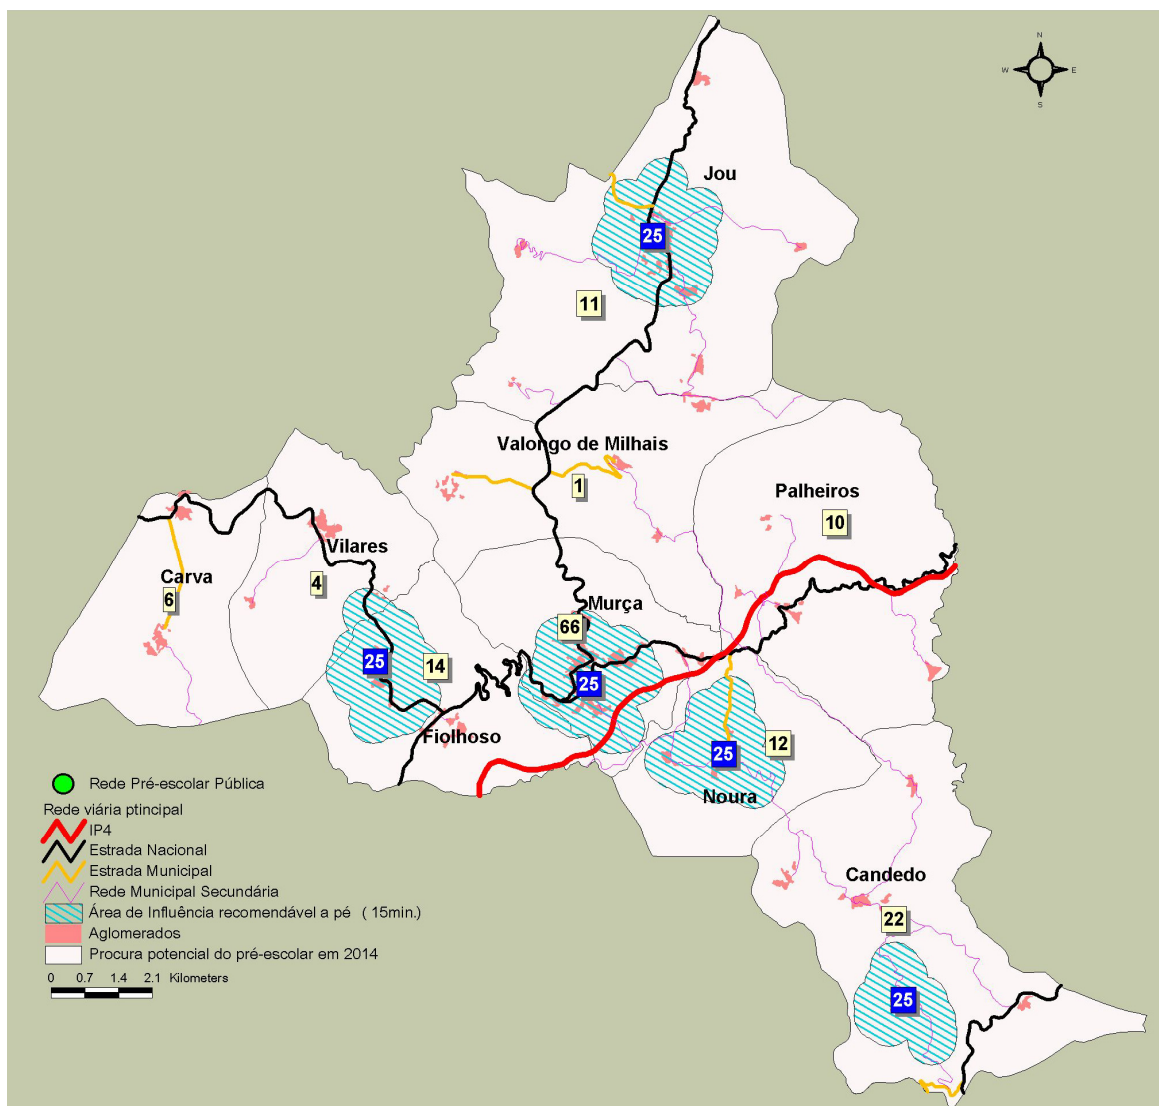 N
W E
S
Jou
25
11
Valongo de Milhais
1
Palheiros
10
Vilares
Carva
4
6
Murça
66
25
14
25
Fiolhoso
12
25
Noura
Candedo
22
25
Rede Pré-escolar Pública
Rede viária ptincipal
IP4
Estrada Nacional
Estrada Municipal
Rede Municipal Secundária
Área de Influência recomendável a pé ( 15min.)
Aglomerados
Procura potencial do pré-escolar em 2014
0 0.7 1.4 2.1 Kilometers